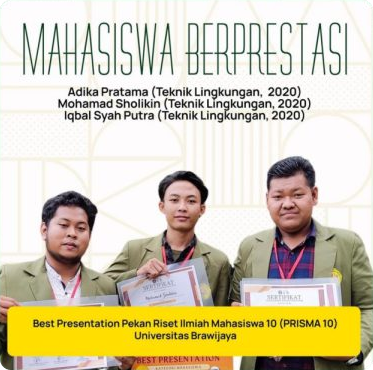 MAHASISWA BERPRESTASI
Adika Pratama (Teknik Lingkungan, 2020)
Mohamad Sholikin (Teknik Lingkungan, 2020)
Iqbal Syah Putra (Teknik Lingkungan, 2020)
SERTIFIKAT
SERTIFIKAT
Best Presentation Pekan Riset Ilmiah Mahasiswa 10 (PRISMA 10)
Universitas Brawijaya
BEST PRESENTATION